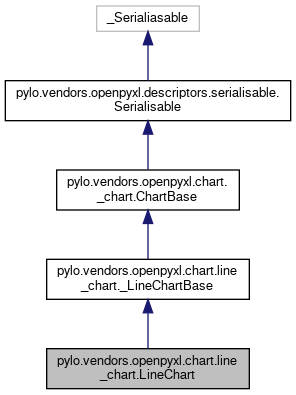 _Serialiasable
pylo.vendors.openpyxl.descriptors.serialisable.
Serialisable
pylo.vendors.openpyxl.chart.
_chart.ChartBase
pylo.vendors.openpyxl.chart.line
_chart._LineChartBase
pylo.vendors.openpyxl.chart.line
_chart.LineChart